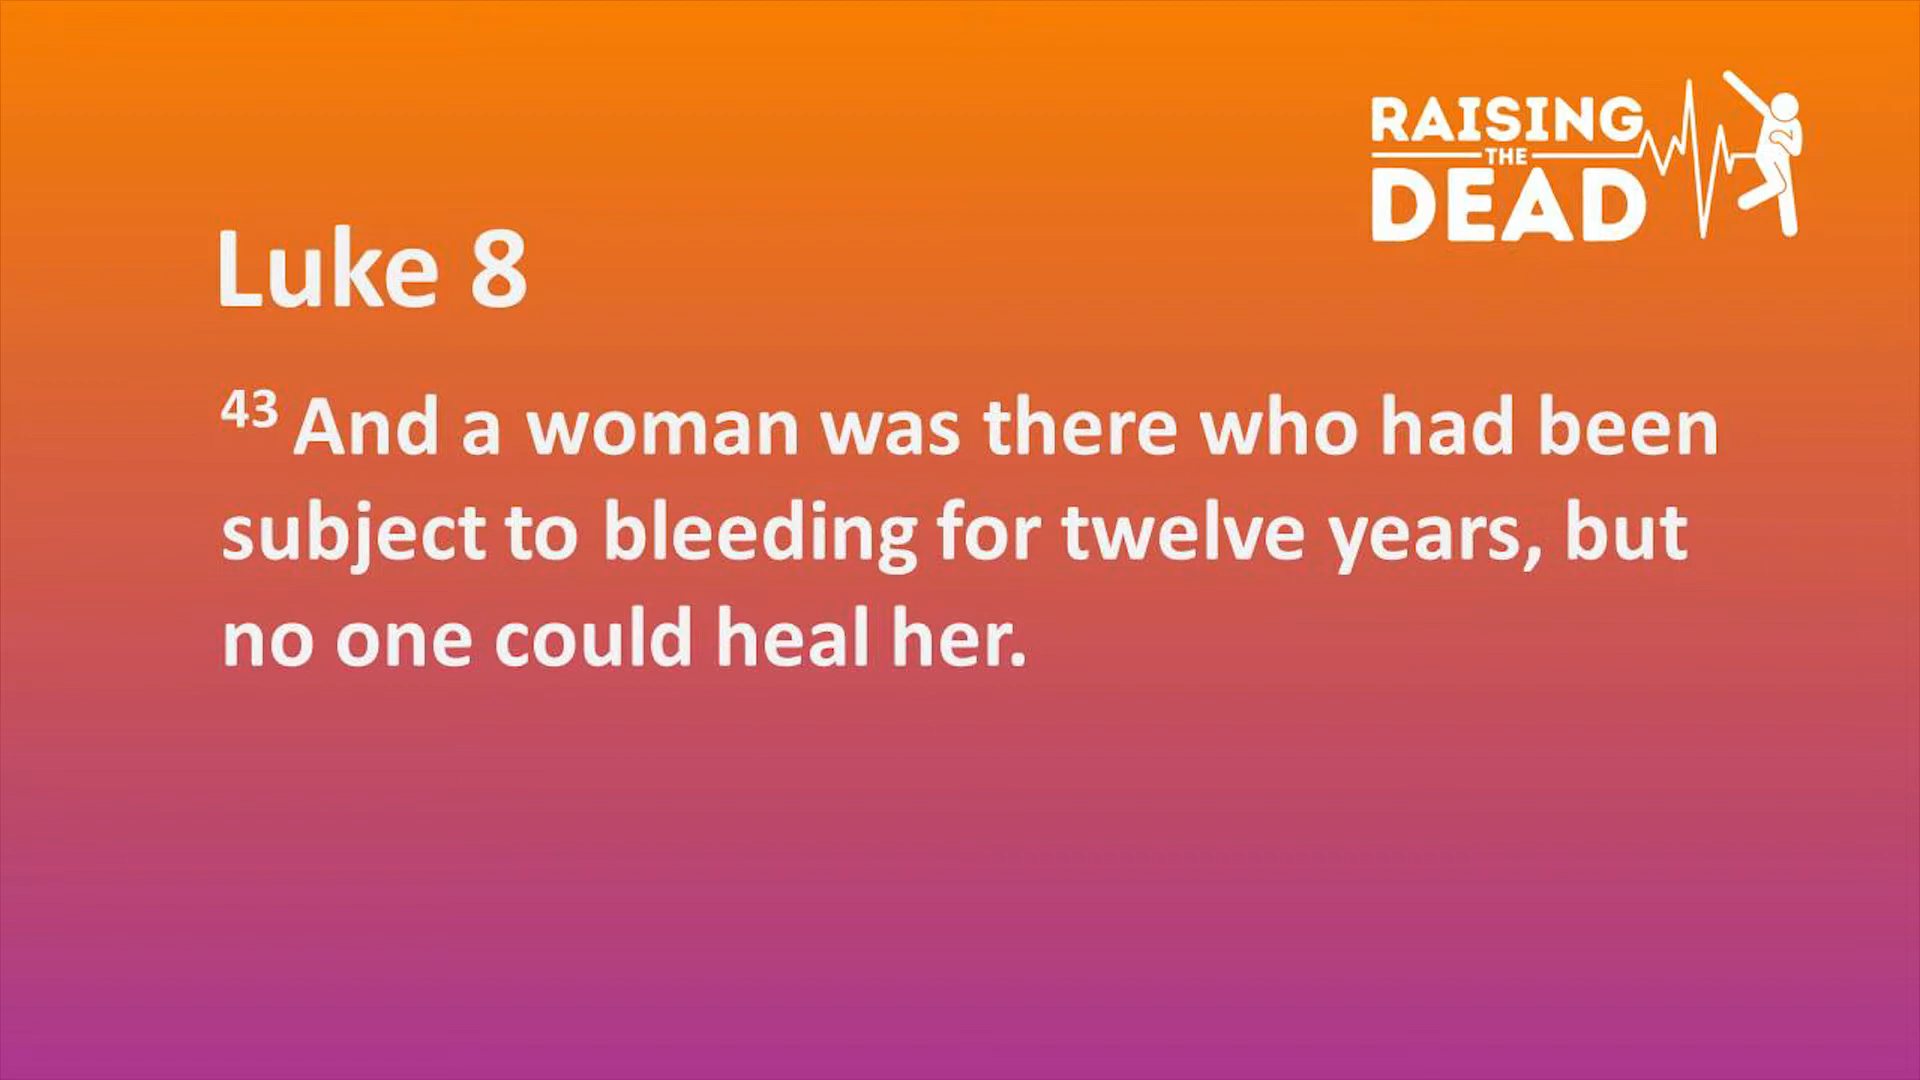 RAISING
THE
DEAD
Luke 8
43 And a woman was there who had been
subject to bleeding for twelve years, but
no one could heal her.